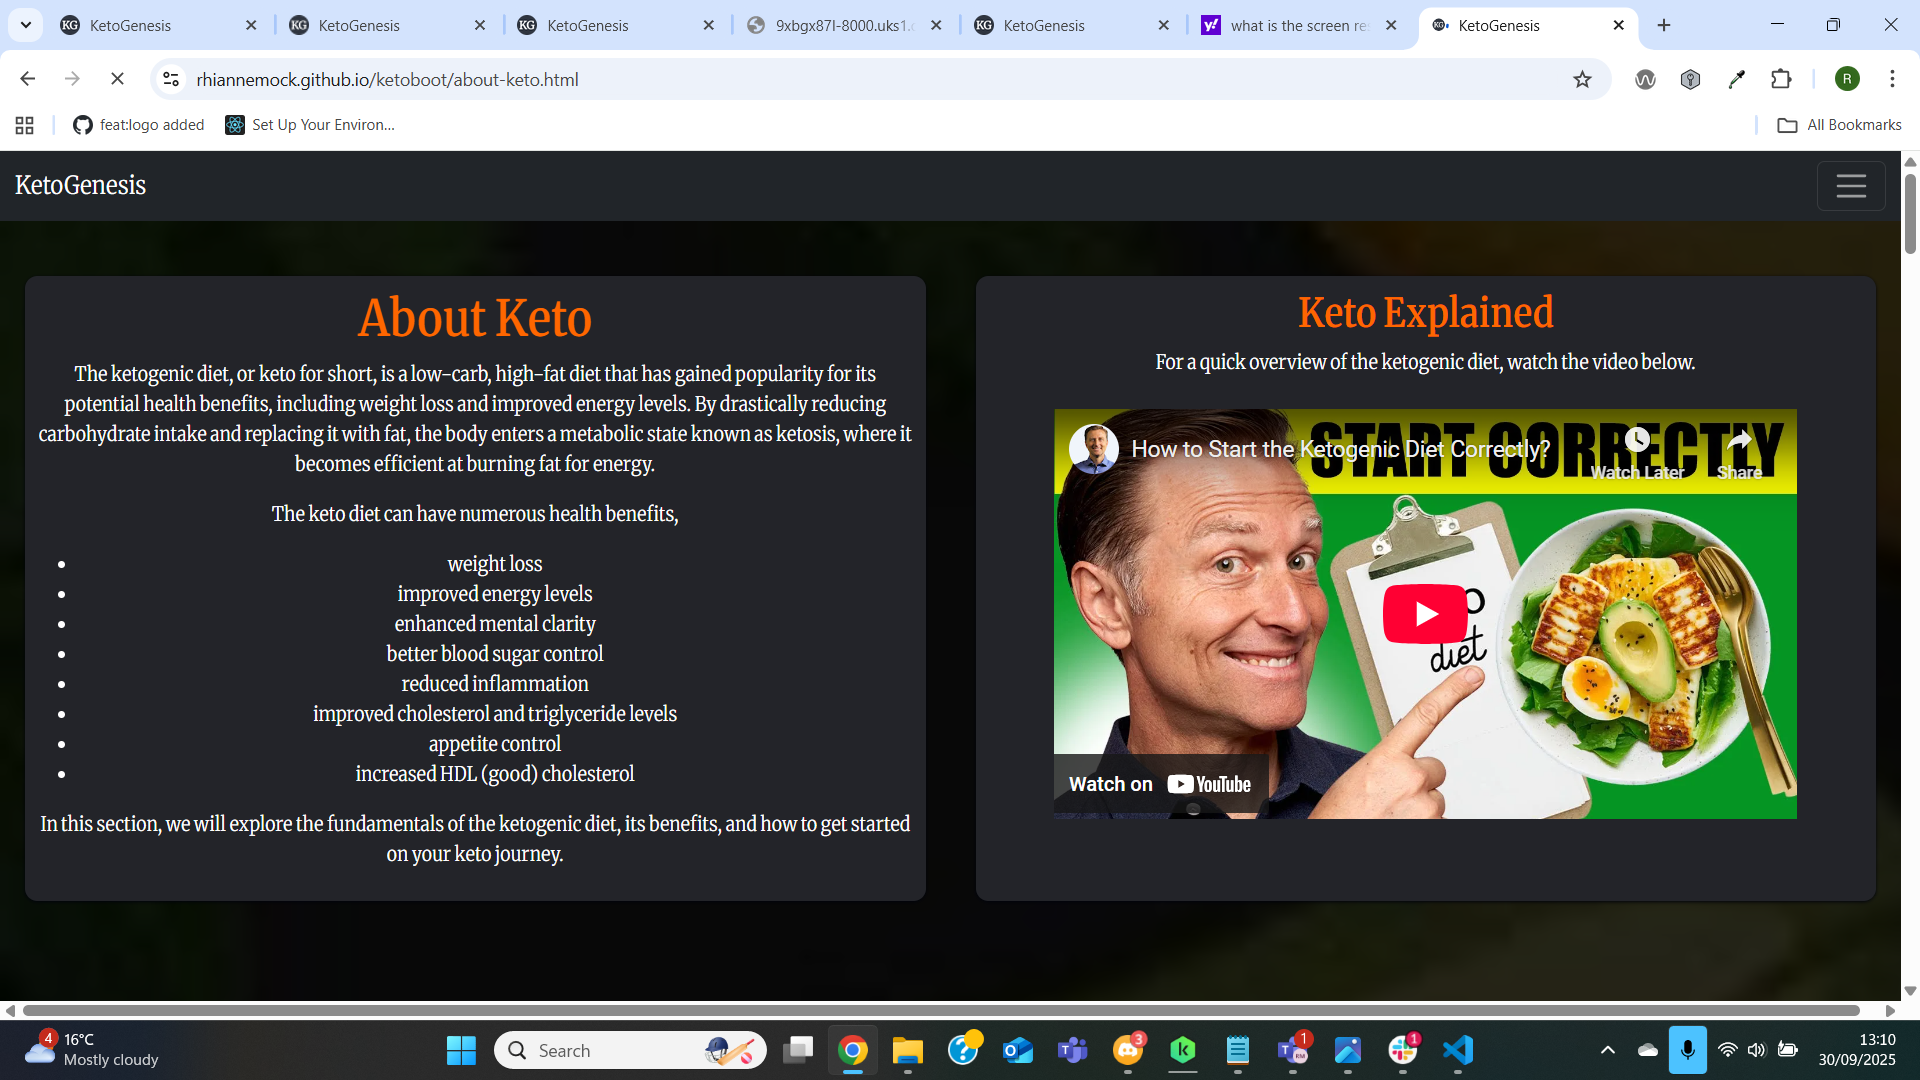 KetoGenesis
KetoGenesis
KetoGenesis
9xbgx87l-8000.uks1.
KetoGenesis
what is the screen re
KetoGenesis
rhiannemock.github.io/ketoboot/about-keto.html
R
feat:logo added
Set Up Your Environ...
All Bookmarks
KetoGenesis
About Keto
The ketogenic diet, or keto for short, is a low-carb, high-fat diet that has gained popularity for its
potential health benefits, including weight loss and improved energy levels. By drastically reducing
carbohydrate intake and replacing it with fat, the body enters a metabolic state known as ketosis, where it
becomes efficient at burning fat for energy.
The keto diet can have numerous health benefits,
weight loss
improved energy levels
enhanced mental clarity
better blood sugar control
reduced inflammation
improved cholesterol and triglyceride levels
appetite control
increased HDL (good) cholesterol
In this section, we will explore the fundamentals of the ketogenic diet, its benefits, and how to get started
on your keto journey.
Keto Explained
For a quick overview of the ketogenic diet, watch the video below.
START CORRECTLY
How to Start the Ketogenic Diet Correctly?
Watch Later
Share
diet
Watch on YouTube
4
16°C
Mostly cloudy
Search
3
1
1
13:10
30/09/2025